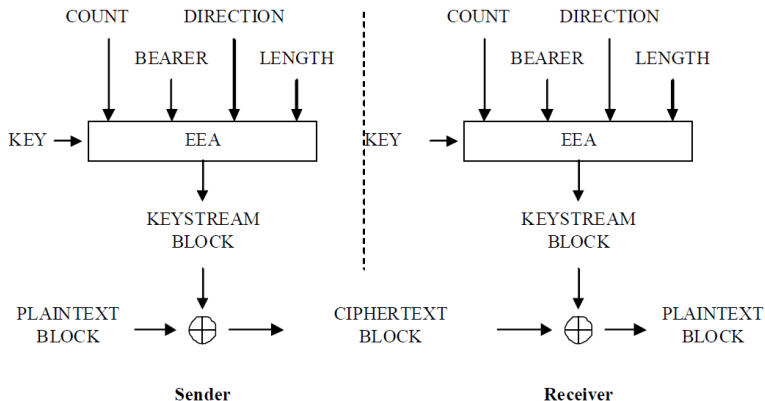 COUNT DIRECTION COUNT DIRECTION
BEARER LENGTH BEARER LENGTH
KEY EEA KEY EEA
KEYSTREAM BLOCK KEYSTREAM BLOCK
PLAINTEXT BLOCK CIPHERTEXT BLOCK PLAINTEXT BLOCK
Sender Receiver